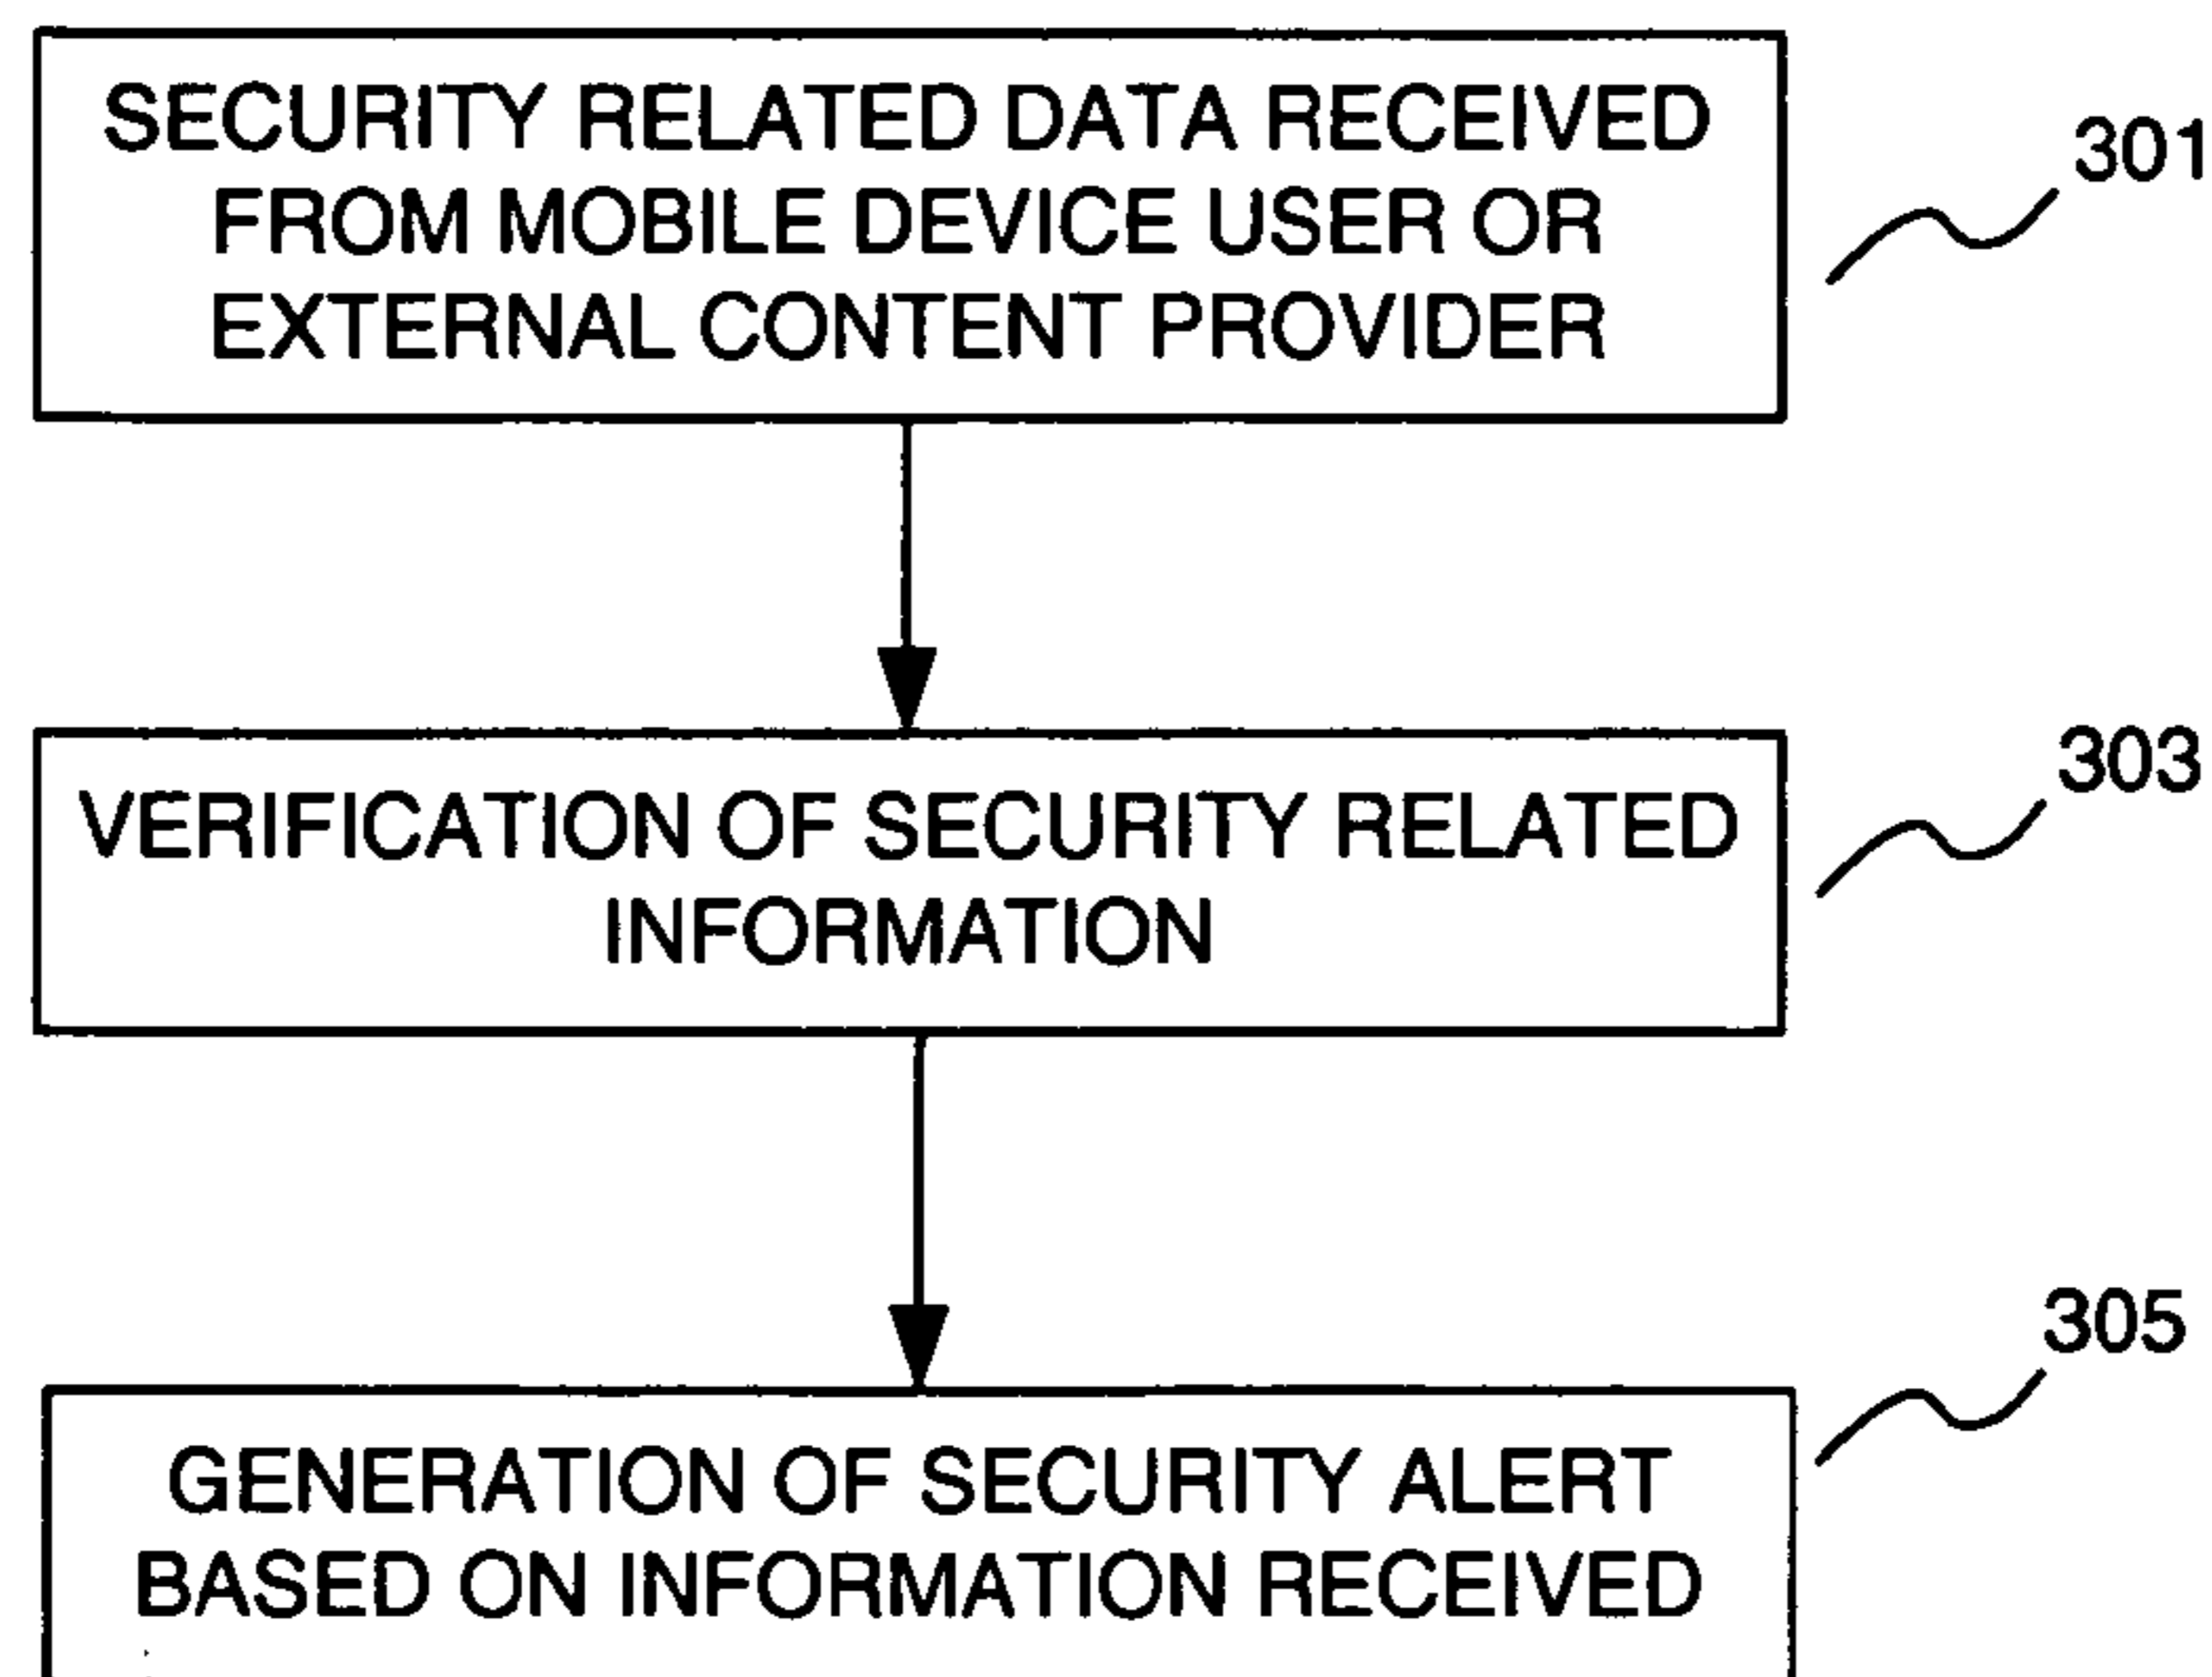 SECURITY RELATED DATA RECEIVED
FROM MOBILE DEVICE USER OR
EXTERNAL CONTENT PROVIDER
301
VERIFICATION OF SECURITY RELATED
INFORMATION
303
GENERATION OF SECURITY ALERT
BASED ON INFORMATION RECEIVED
305